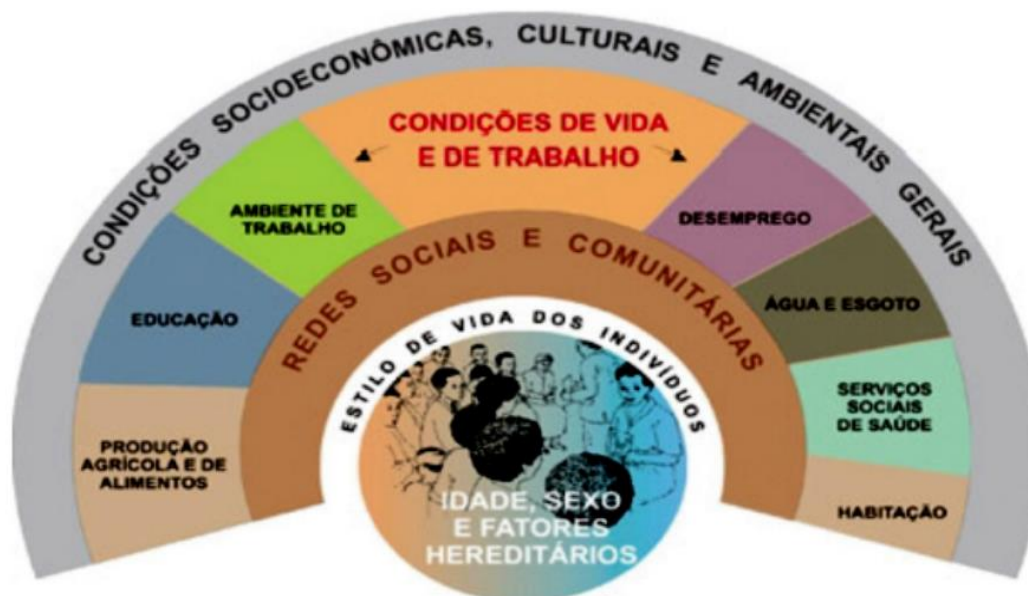 CONDIÇÕES SOCIOECONÔMICAS, CULTURAIS E AMBIENTAIS GERAIS
CONDIÇÕES DE VIDA
E DE TRABALHO
AMBIENTE DE
TRABALHO
DESEMPREGO
EDUCAÇÃO
ÁGUA E ESGOTO
PRODUÇÃO
AGRÍCOLA E DE
ALIMENTOS
SERVIÇOS
SOCIAIS
DE SAÚDE
HABITAÇÃO
REDES SOCIAIS E COMUNITÁRIAS
ESTILO DE VIDA DOS INDIVÍDUOS
IDADE, SEXO
E FATORES
HEREDITÁRIOS